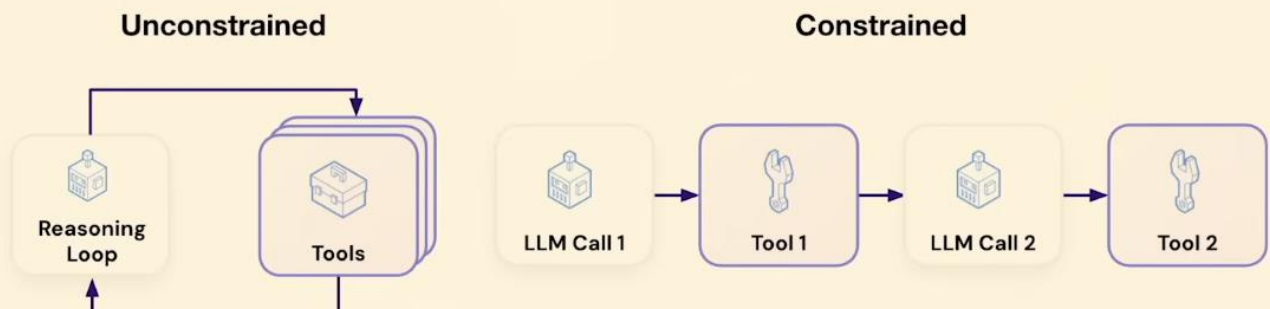 Unconstrained
Constrained
Reasoning
Loop
Tools
LLM Call 1
Tool 1
LLM Call 2
Tool 2